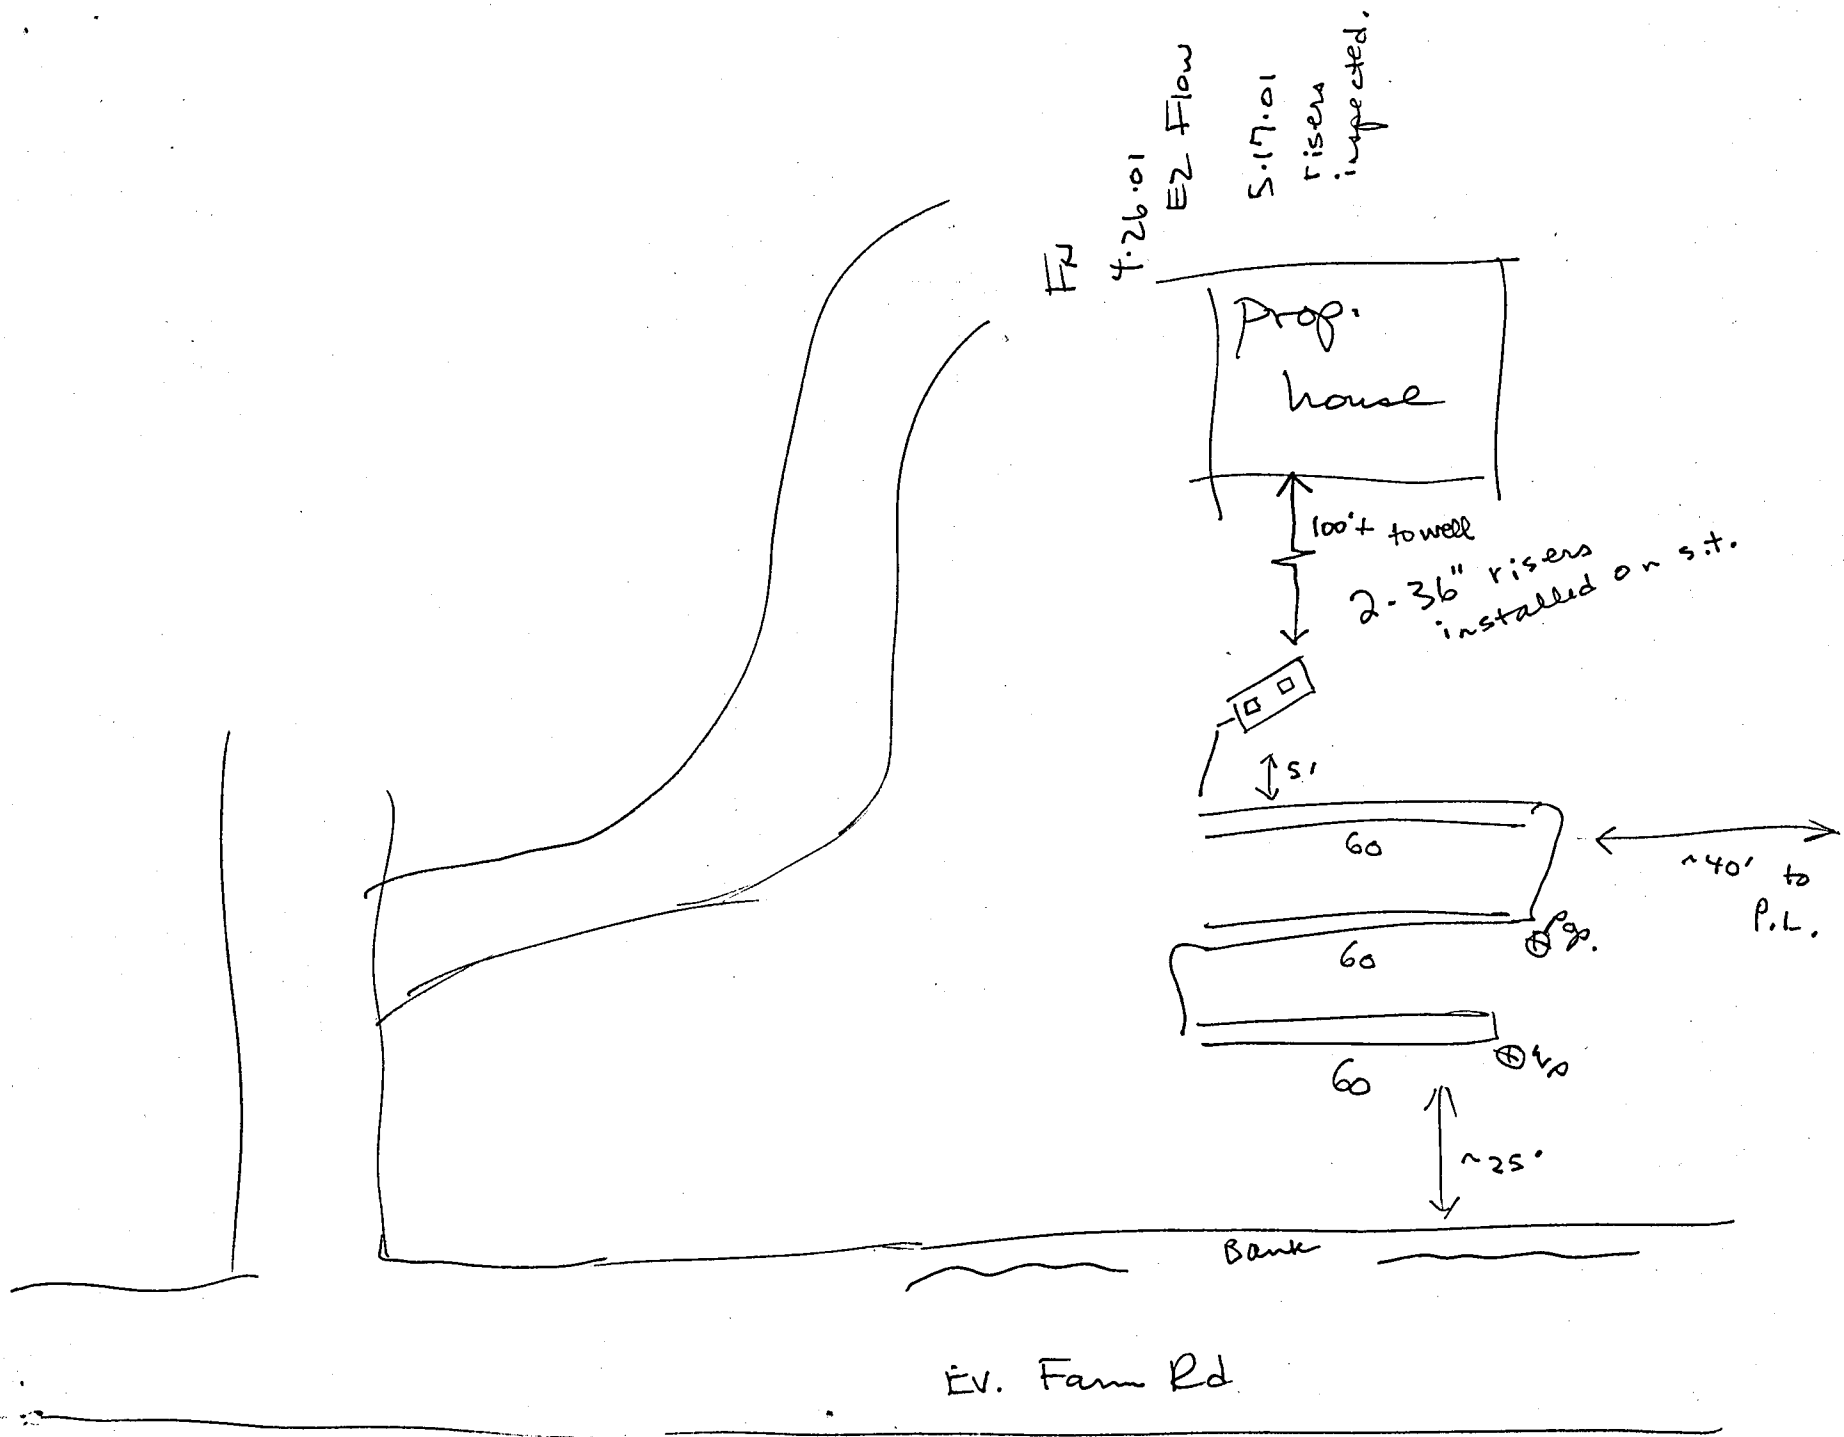 FN
4.26.01
EZ Flow
5.17.01
risers
inspected.
Prop.
house
100'+ to well
2-36" risers
installed on s.t.
5'
60
~40' to
P.L.
60
60
~25'
Bank
Ev. Farm Rd